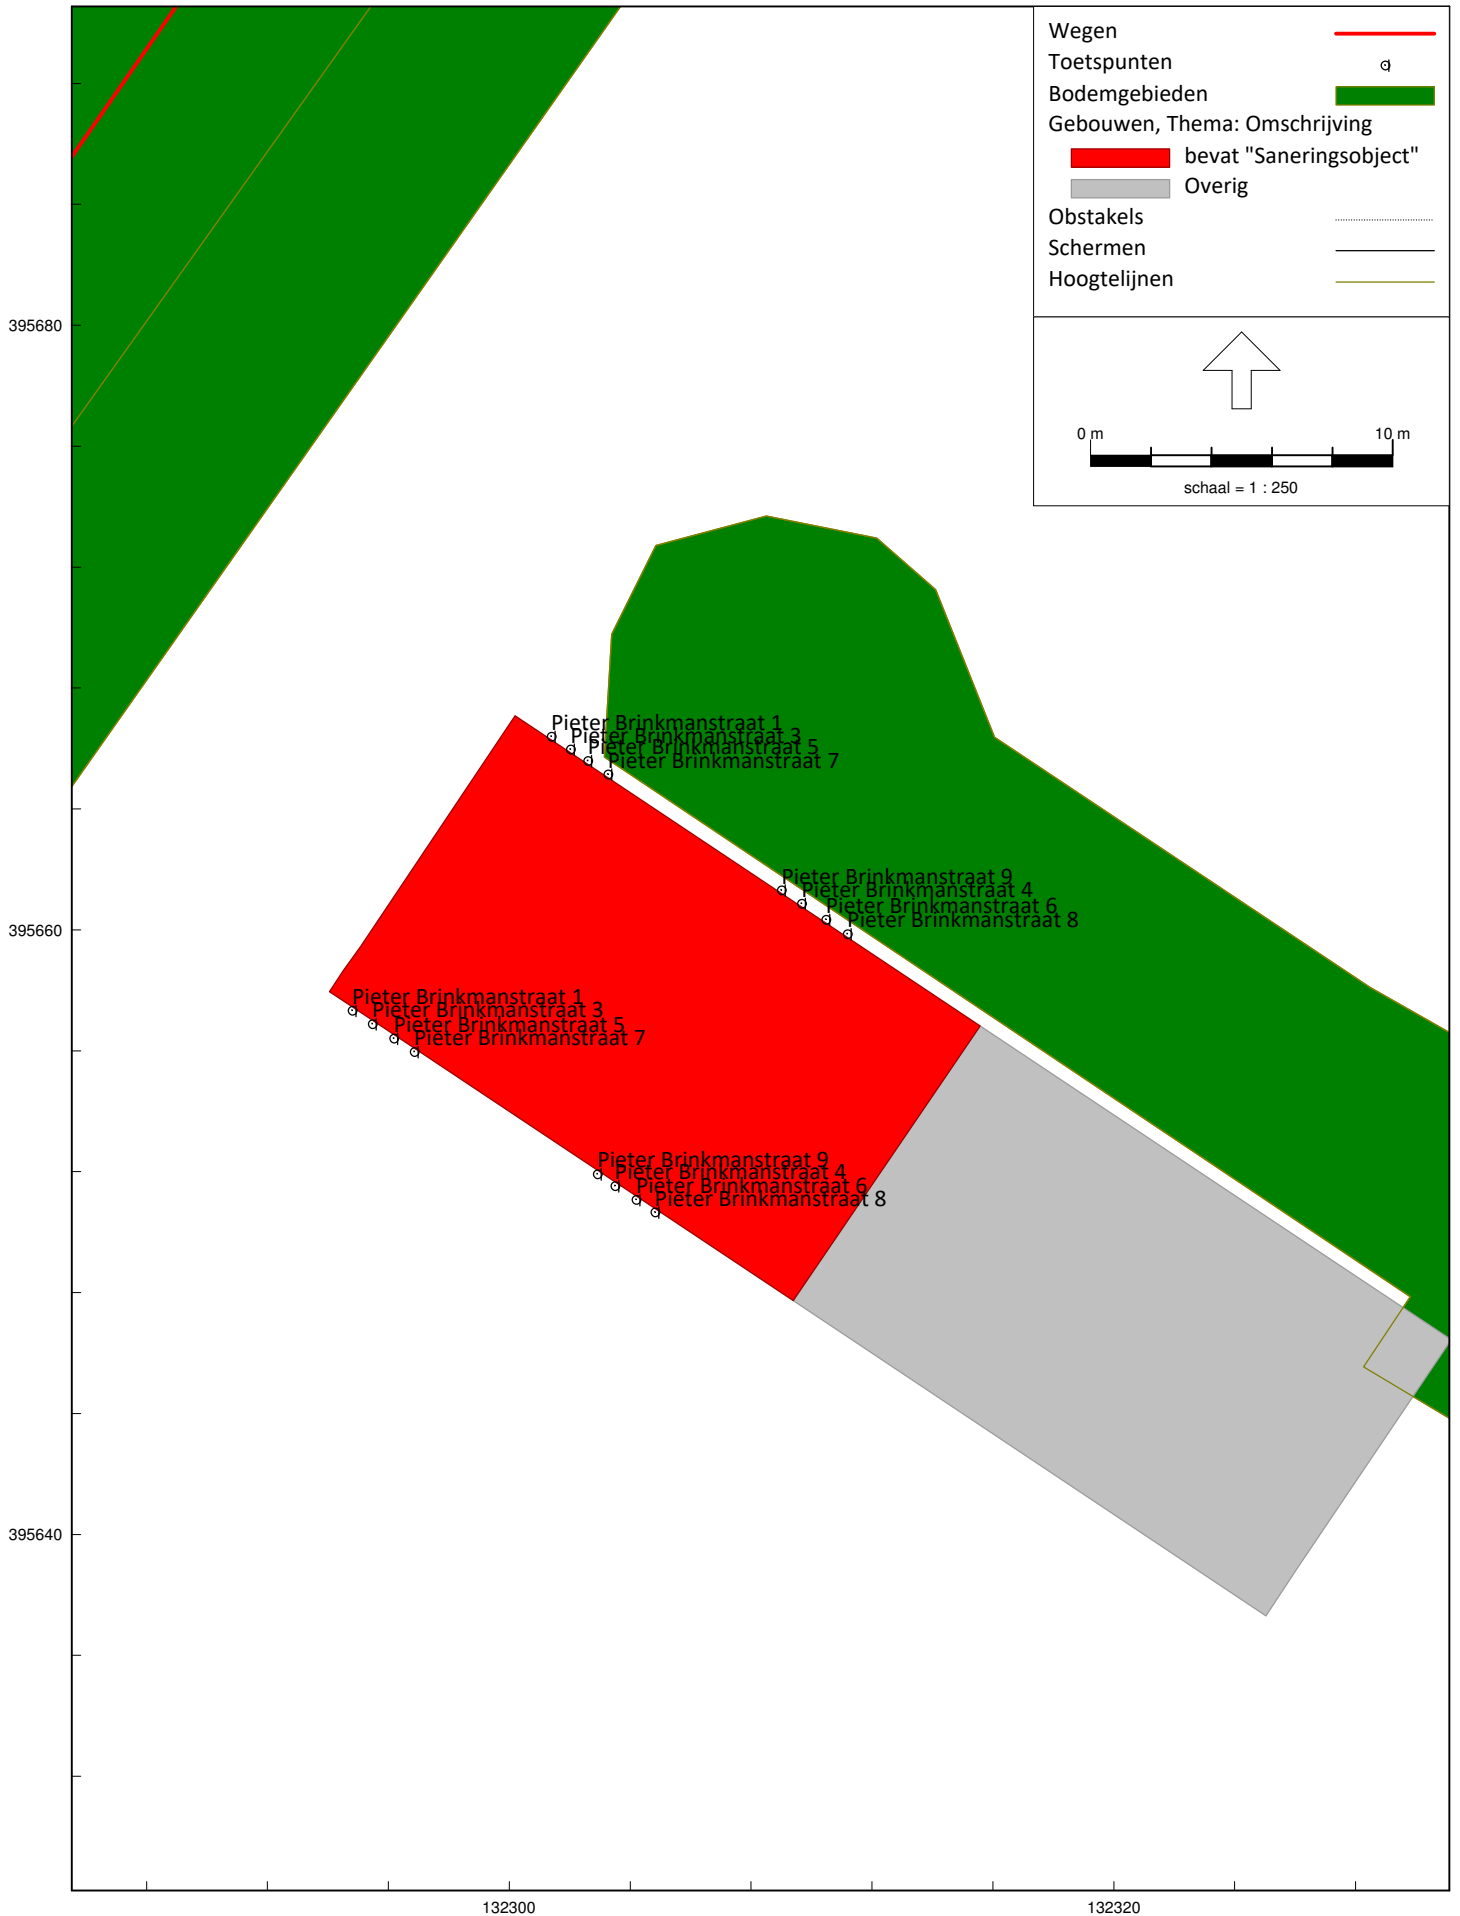 Wegen
Toetspunten
Bodemgebieden
Gebouwen, Thema: Omschrijving
bevat "Saneringsobject"
Overig
Obstakels
Schermen
Hoogtelijnen
0 m 10 m
schaal = 1 : 250
395680
Pieter Brinkmanstraat 1
Pieter Brinkmanstraat 3
Pieter Brinkmanstraat 5
Pieter Brinkmanstraat 7
Pieter Brinkmanstraat 9
Pieter Brinkmanstraat 4
Pieter Brinkmanstraat 6
Pieter Brinkmanstraat 8
395660
Pieter Brinkmanstraat 1
Pieter Brinkmanstraat 3
Pieter Brinkmanstraat 5
Pieter Brinkmanstraat 7
Pieter Brinkmanstraat 9
Pieter Brinkmanstraat 4
Pieter Brinkmanstraat 6
Pieter Brinkmanstraat 8
395640
132300 132320